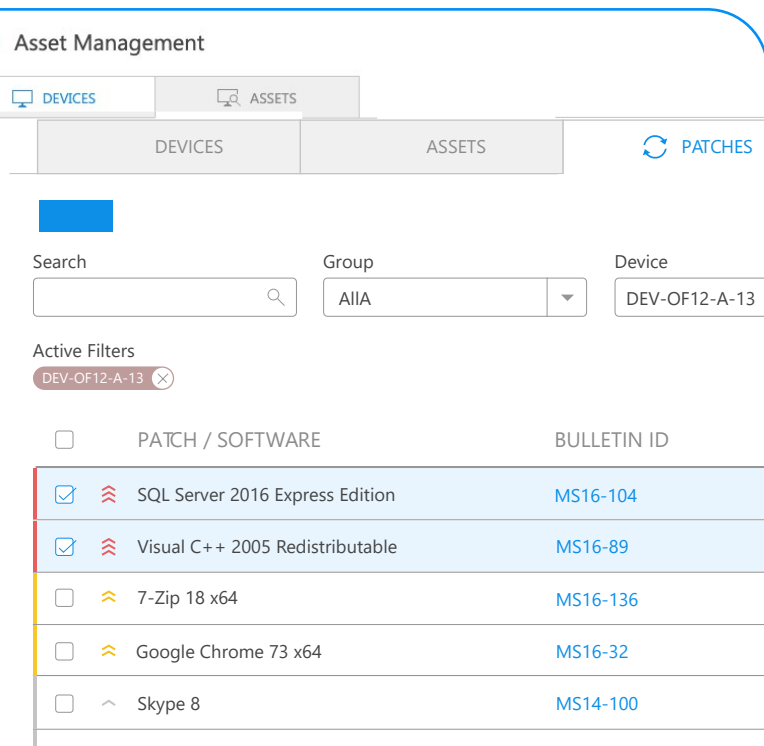 Asset Management
DEVICES ASSETS
DEVICES ASSETS PATCHES
Search Group Device
AllA DEV-OF12-A-13
Active Filters
DEV-OF12-A-13
PATCH / SOFTWARE BULLETIN ID
SQL Server 2016 Express Edition MS16-104
Visual C++ 2005 Redistributable MS16-89
7-Zip 18 x64 MS16-136
Google Chrome 73 x64 MS16-32
Skype 8 MS14-100